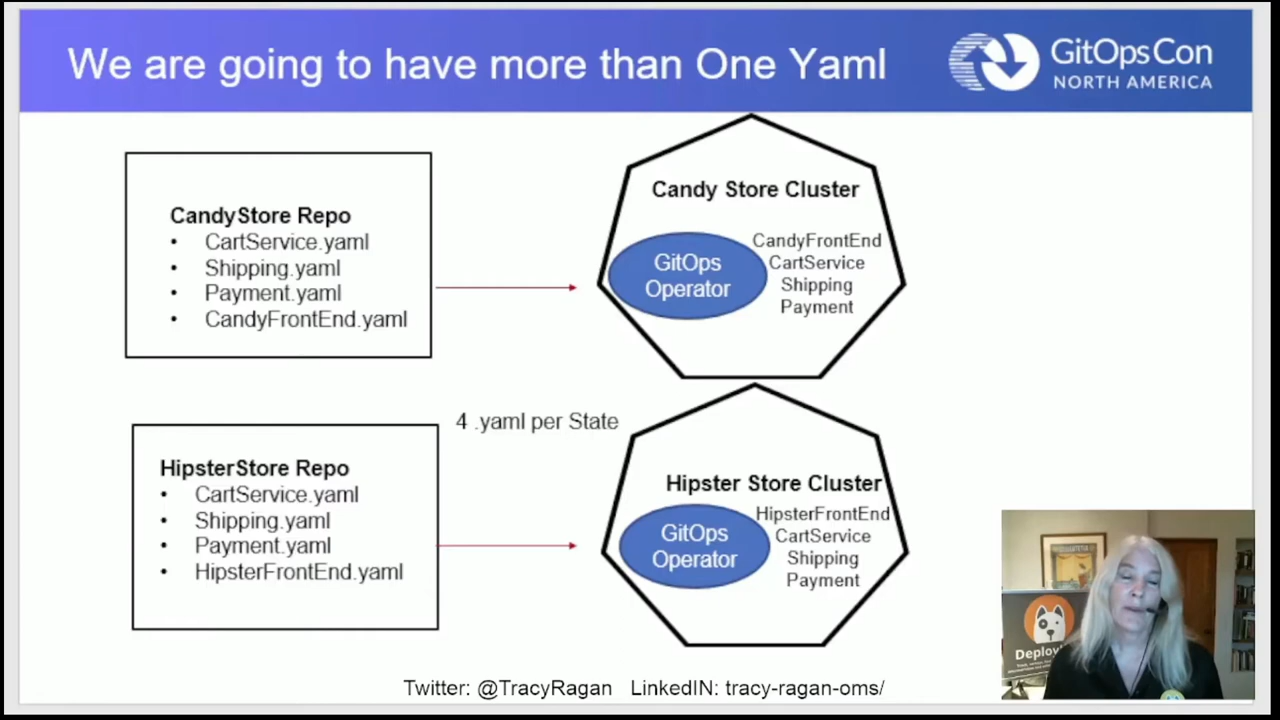 We are going to have more than One Yaml
GitOpsCon
NORTH AMERICA
CandyStore Repo
• CartService.yaml
• Shipping.yaml
• Payment.yaml
• CandyFrontEnd.yaml
Candy Store Cluster
GitOps
Operator
CandyFrontEnd
CartService
Shipping
Payment
4 .yaml per State
HipsterStore Repo
• CartService.yaml
• Shipping.yaml
• Payment.yaml
• HipsterFrontEnd.yaml
Hipster Store Cluster
GitOps
Operator
HipsterFrontEnd
CartService
Shipping
Payment
Twitter: @TracyRagan LinkedIN: tracy-ragan-oms/